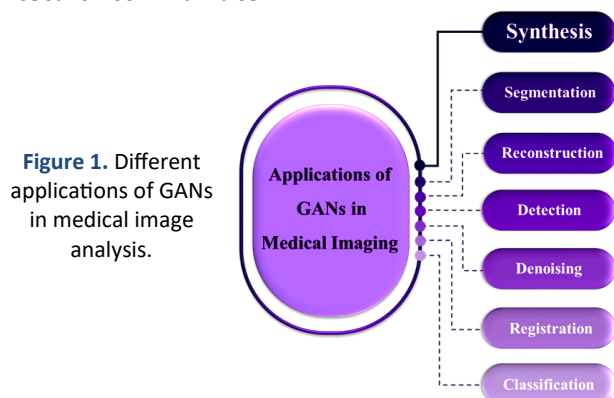 Figure 1. Different
applications of GANs
in medical image
analysis.
Applications of
GANs in
Medical Imaging
Synthesis
Segmentation
Reconstruction
Detection
Denoising
Registration
Classification